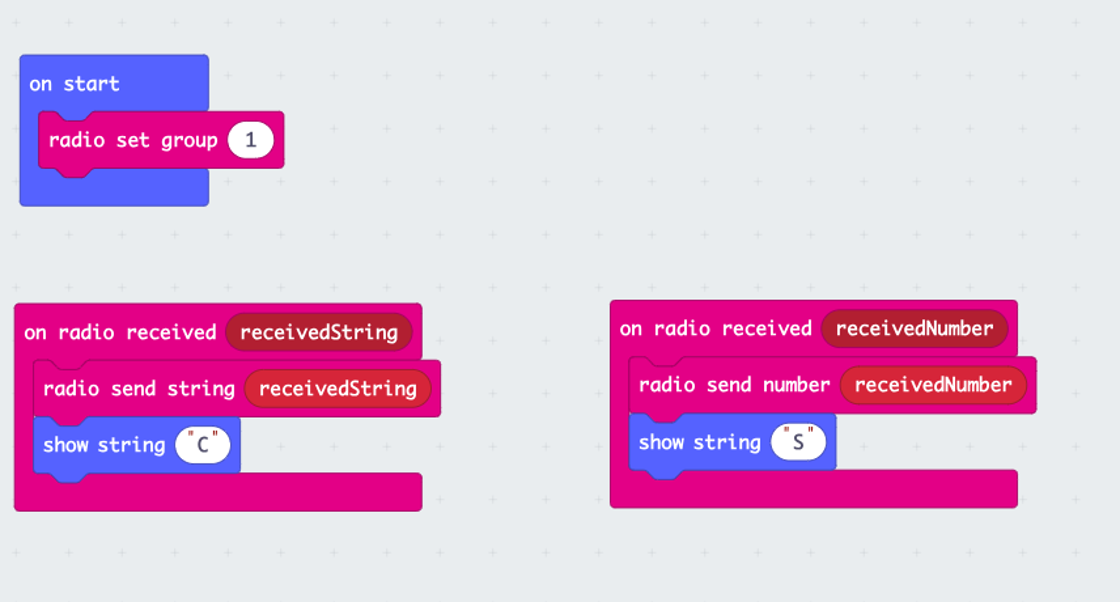 on start
radio set group 1
on radio received receivedString
radio send string receivedString
show string "C"
on radio received receivedNumber
radio send number receivedNumber
show string "S"